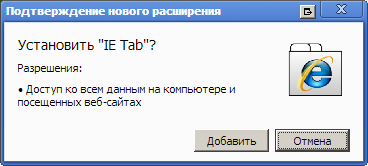 Подтверждение нового расширения
Установить "IE Tab"?
Разрешения:
• Доступ ко всем данным на компьютере и
посещенных веб-сайтах
Добавить
Отмена